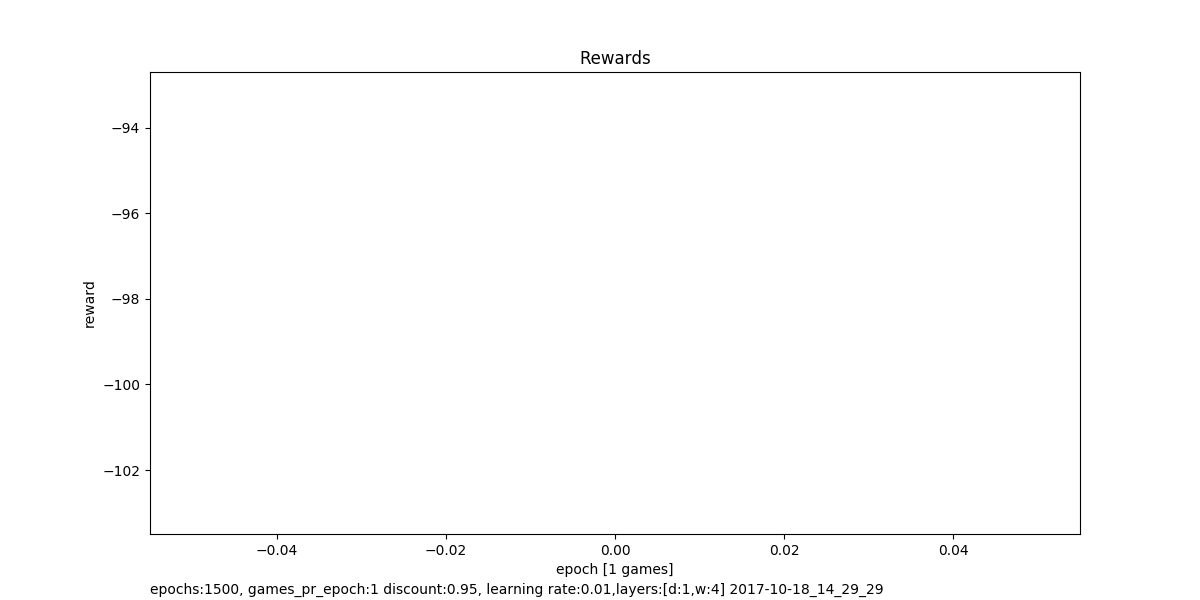 Rewards
−94
−96
−98
−100
−102
reward
−0.04
−0.02
0.00
0.02
0.04
epoch [1 games]
epochs:1500, games_pr_epoch:1 discount:0.95, learning rate:0.01,layers:[d:1,w:4] 2017-10-18_14_29_29